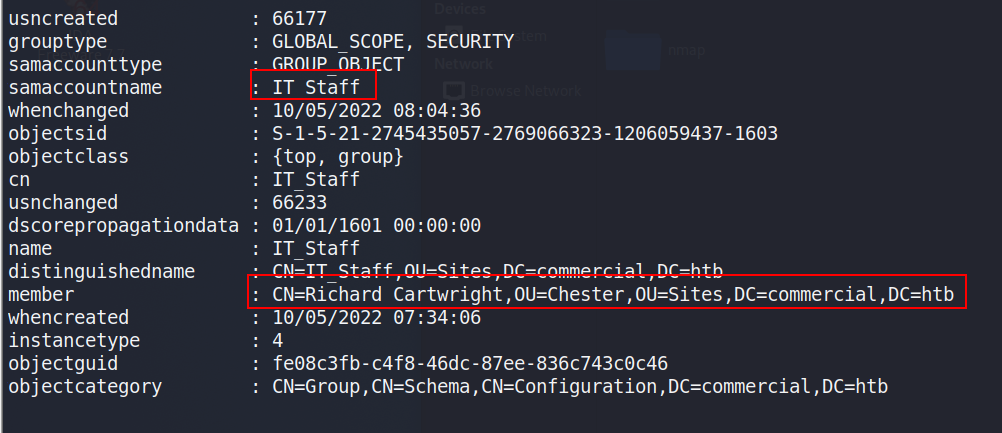 usncreated : 66177
grouptype : GLOBAL_SCOPE, SECURITY
samaccounttype : GROUP_OBJECT
samaccountname : IT_Staff
whenchanged : 10/05/2022 08:04:36
objectsid : S-1-5-21-2745435057-2769066323-1206059437-1603
objectclass : {top, group}
cn : IT_Staff
usnchanged : 66233
dscorepropagationdata : 01/01/1601 00:00:00
name : IT_Staff
distinguishedname : CN=IT_Staff,OU=Sites,DC=commercial,DC=htb
member : CN=Richard Cartwright,OU=Chester,OU=Sites,DC=commercial,DC=htb
whencreated : 10/05/2022 07:34:06
instancetype : 4
objectguid : fe08c3fb-c4f8-46dc-87ee-836c743c0c46
objectcategory : CN=Group,CN=Schema,CN=Configuration,DC=commercial,DC=htb
Devices
Network
Browse Network
nmap